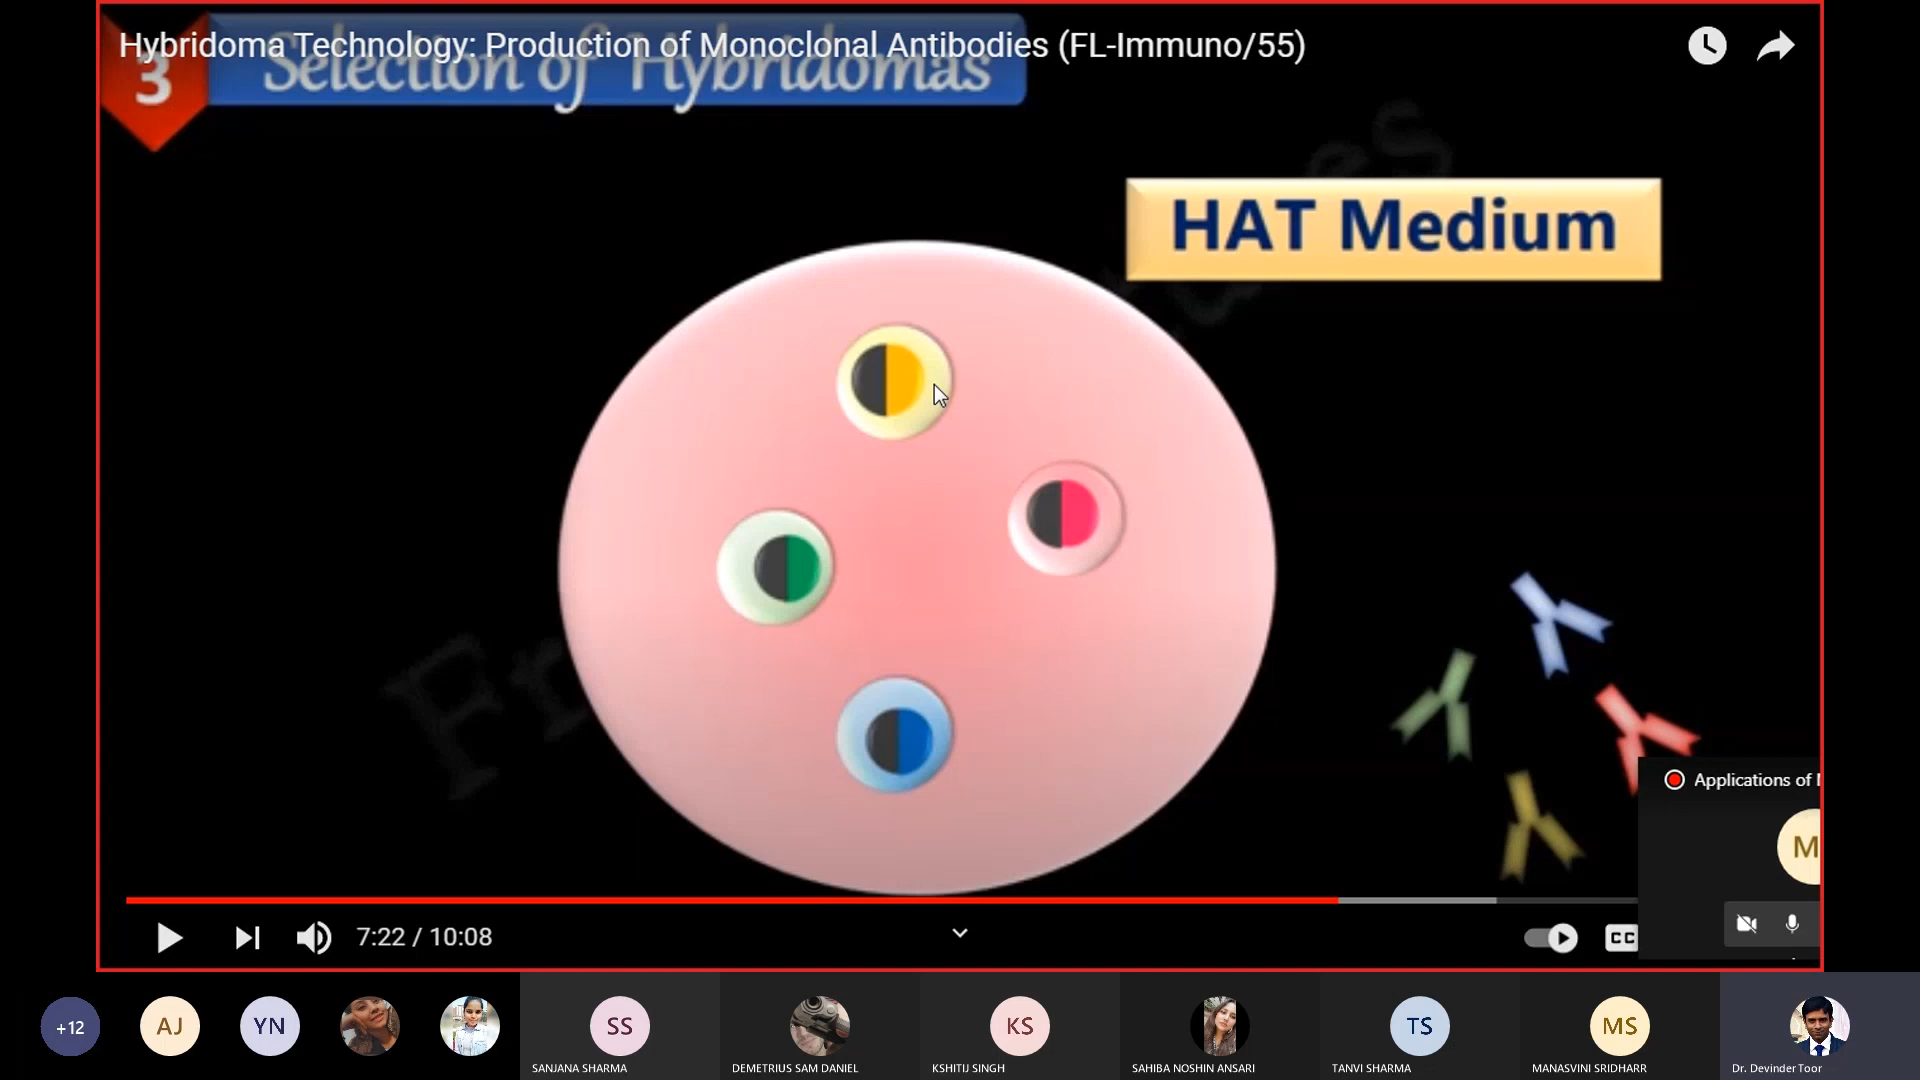 Hybridoma Technology: Production of Monoclonal Antibodies (FL-Immuno/55)
3
Selection of Hybridomas
HAT Medium
Applications of
M
7:22 / 10:08
CC
+12
AJ
YN
SS
KS
TS
MS
SANJANA SHARMA
DEMETRIUS SAM DANIEL
KSHITIJ SINGH
SAHIBA NOSHIN ANSARI
TANVI SHARMA
MANASVINI SRIDHARR
Dr. Devinder Toor